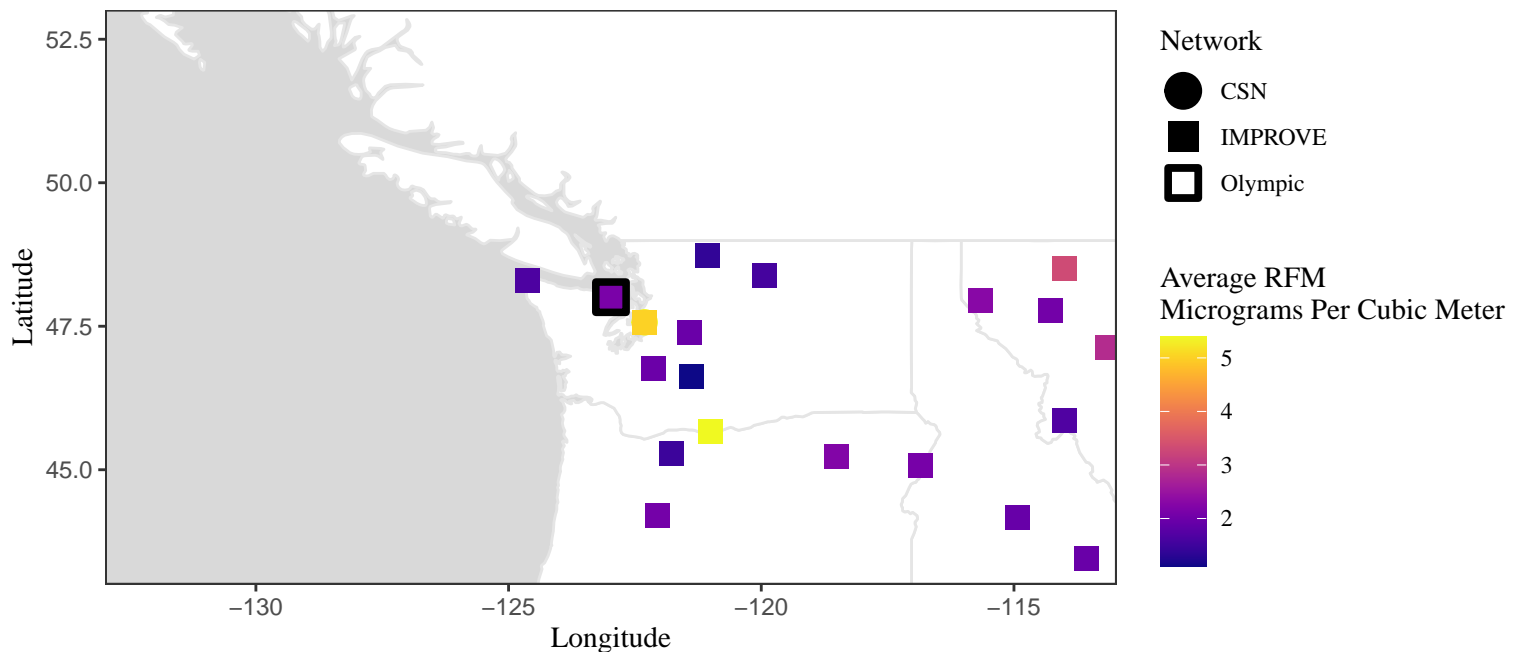 52.5
50.0
47.5
45.0
Latitude
−130
−125
−120
−115
Longitude
Network
CSN
IMPROVE
Olympic
Average RFM
Micrograms Per Cubic Meter
5
4
3
2